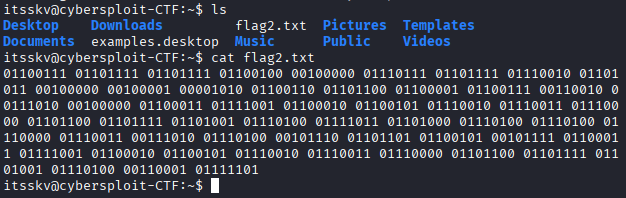 itsskv@cybersploit-CTF:~$ ls
Desktop Downloads flag2.txt Pictures Templates
Documents examples.desktop Music Public Videos
itsskv@cybersploit-CTF:~$ cat flag2.txt
01100111 01101111 01101111 01100100 00100000 01110111 01101111 01110010 01101
011 00100000 00100001 00001010 01100110 01101100 01100001 01100111 00110010 0
0111010 00100000 01100011 01111001 01100010 01100101 01110010 01110011 011100
00 01101100 01101111 01101001 01110100 01111011 01101000 01110100 01110100 01
110000 01110011 00111010 01110100 00101110 01101101 01100101 00101111 0110001
1 01111001 01100010 01100101 01110010 01110011 01110000 01101100 01101111 011
01001 01110100 00110001 01111101
itsskv@cybersploit-CTF:~$